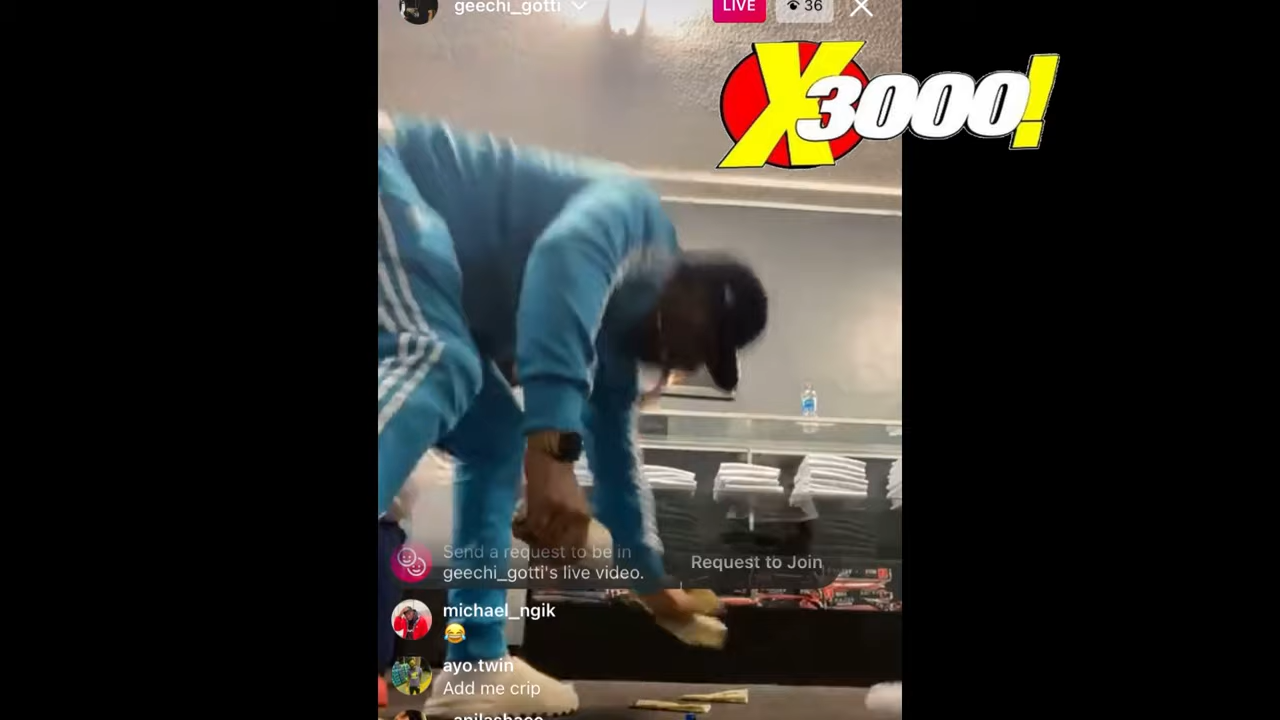 geechi_gotti
LIVE
36
X3000!
Send a request to be in
geechi_gotti's live video.
Request to Join
michael_ngik
😂
ayo.twin
Add me crip